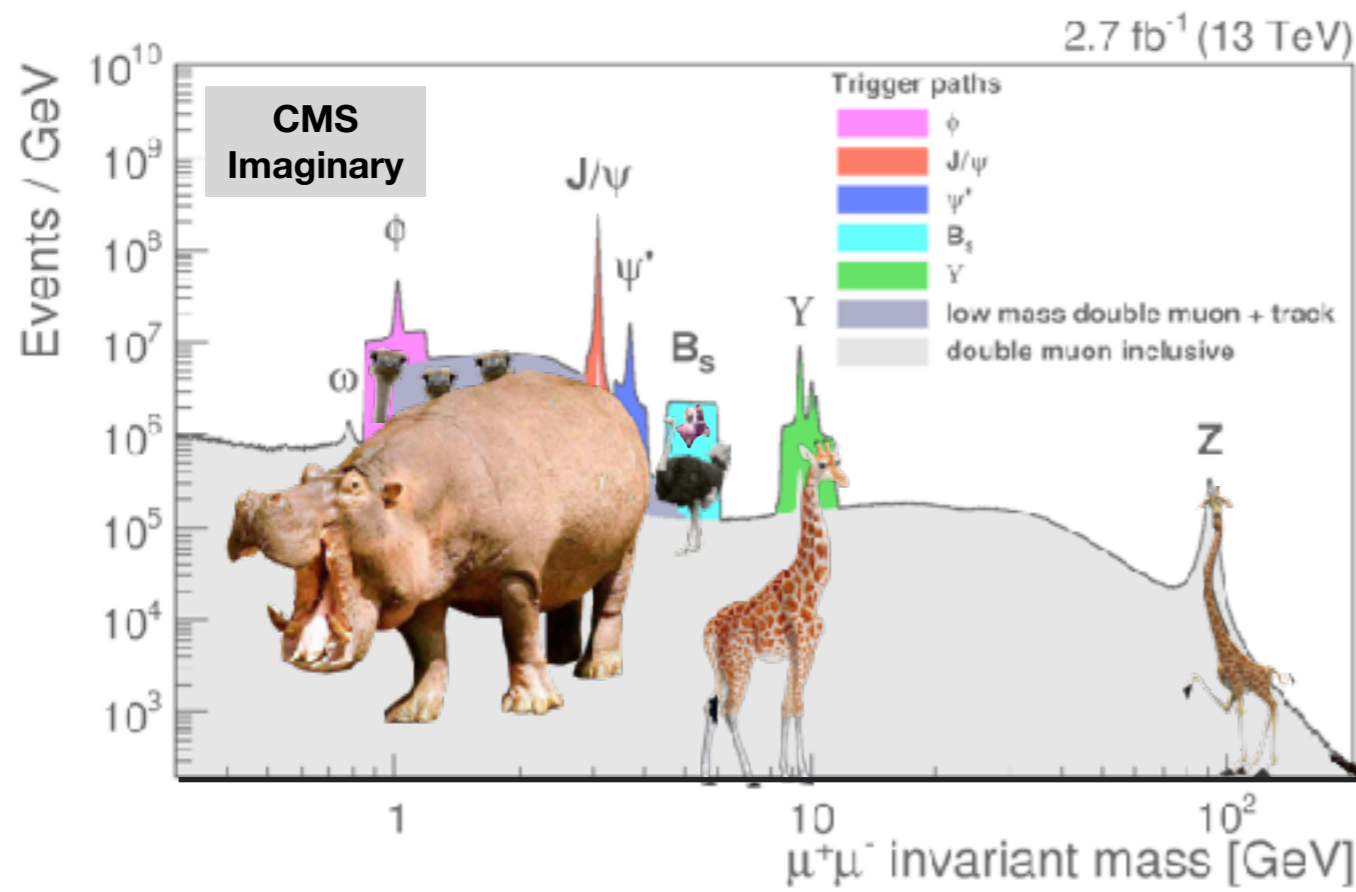 2.7 fb⁻¹ (13 TeV)
Events / GeV
10¹⁰
10⁹
10⁸
10⁷
10⁶
10⁵
10⁴
10³
CMS
Imaginary
ω
ϕ
J/ψ
ψ'
Bₛ
Υ
Z
Trigger paths
ϕ
J/ψ
ψ'
Bₛ
Υ
low mass double muon + track
double muon inclusive
1 10 10²
μ⁺μ⁻ invariant mass [GeV]